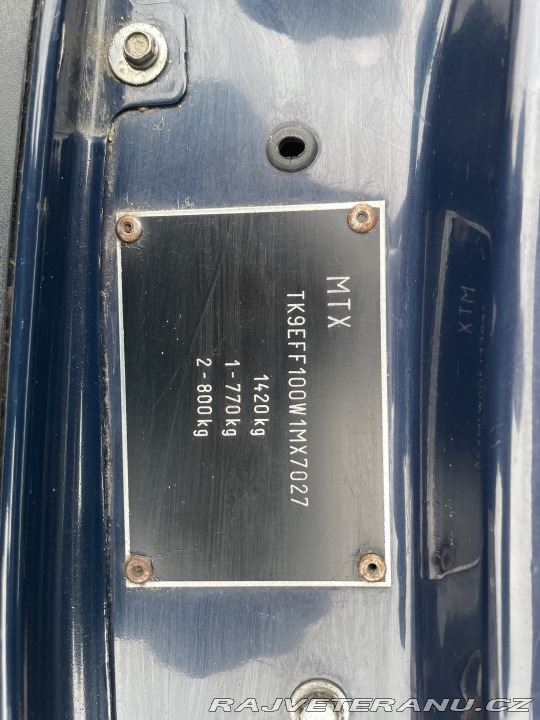 MTX
TK9EFF100W1MX7027
1420kg
1-770kg
2-800kg
MTX
RAJVETERANU.CZ